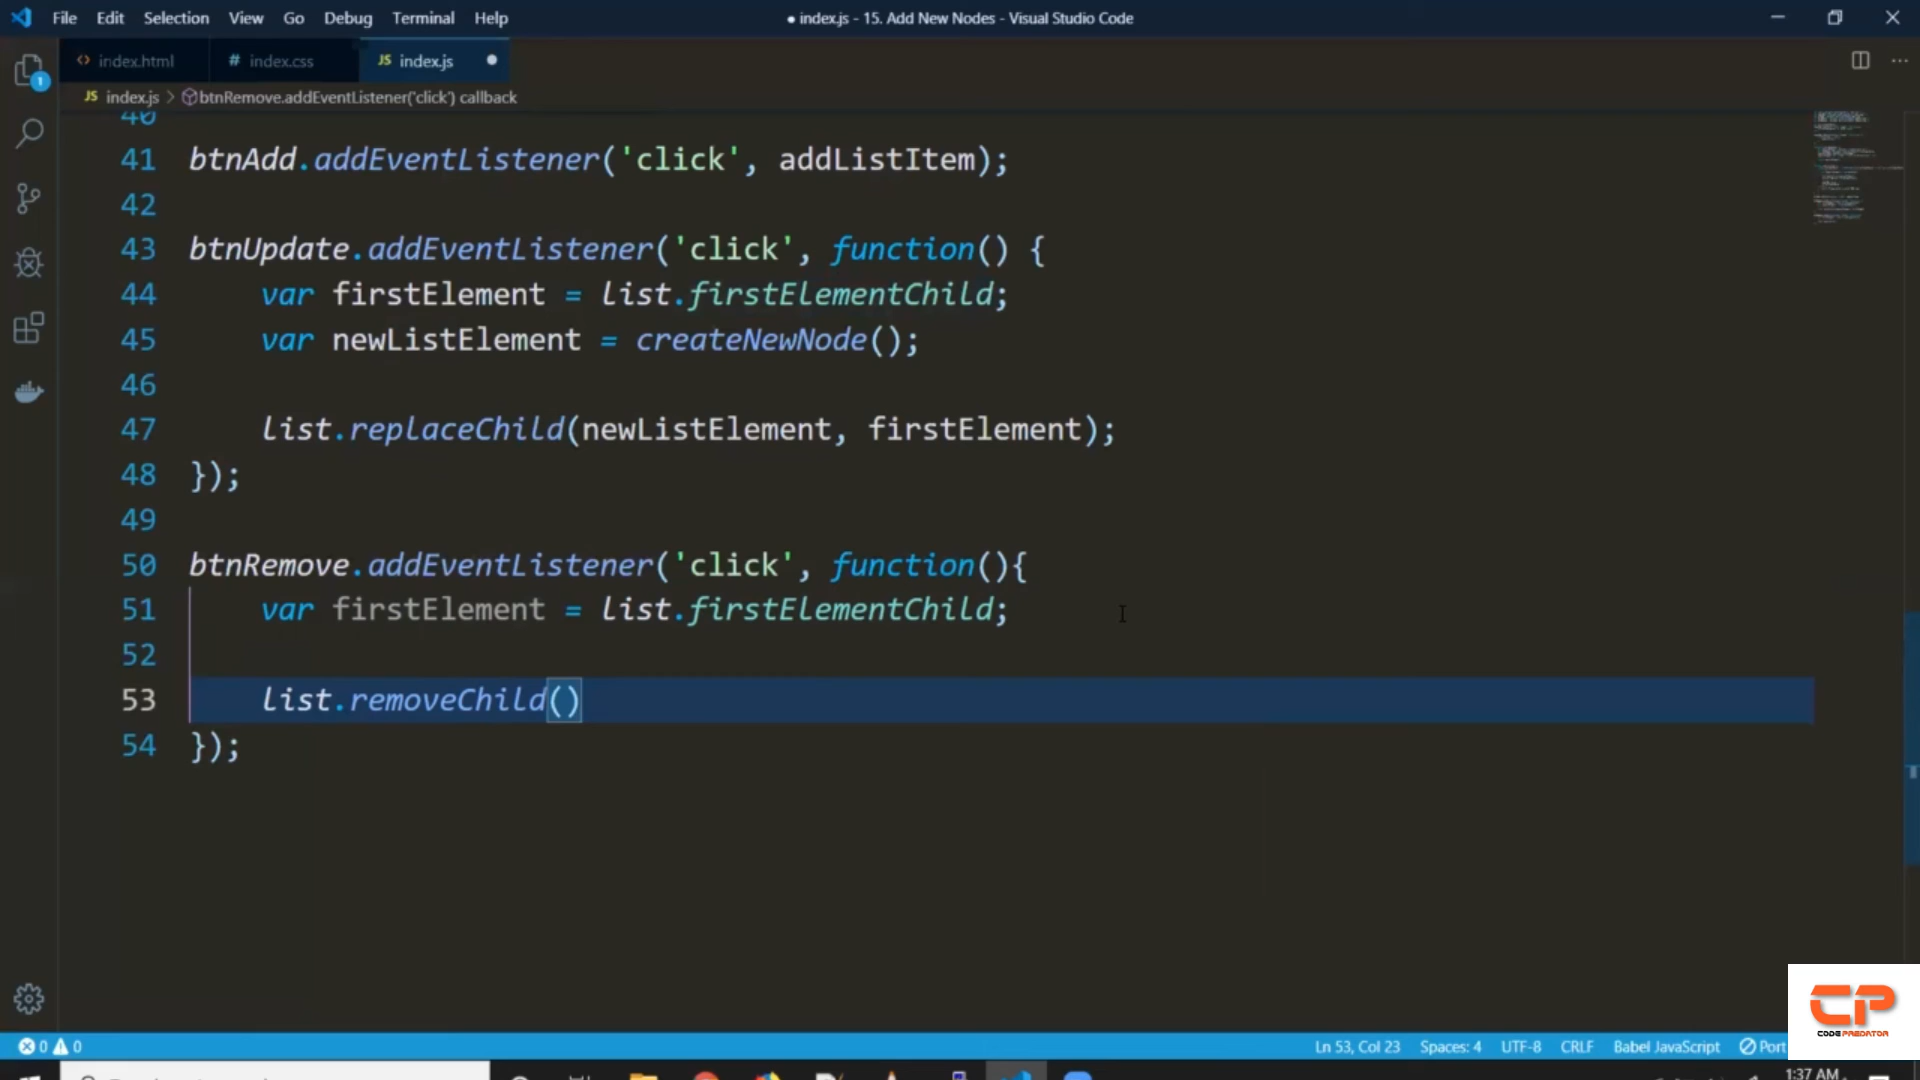 File Edit Selection View Go Debug Terminal Help
● index.js - 15. Add New Nodes - Visual Studio Code
index.html
# index.css
JS index.js
1
JS index.js > btnRemove.addEventListener('click') callback
40
41 btnAdd.addEventListener('click', addListItem);
42
43 btnUpdate.addEventListener('click', function() {
44 var firstElement = list.firstElementChild;
45 var newListElement = createNewNode();
46
47 list.replaceChild(newListElement, firstElement);
48 });
49
50 btnRemove.addEventListener('click', function(){
51 var firstElement = list.firstElementChild;
52
53 list.removeChild()
54 });
CP
CODE PREDATOR
0 0
Ln 53, Col 23 Spaces: 4 UTF-8 CRLF Babel JavaScript Port
1:37 AM